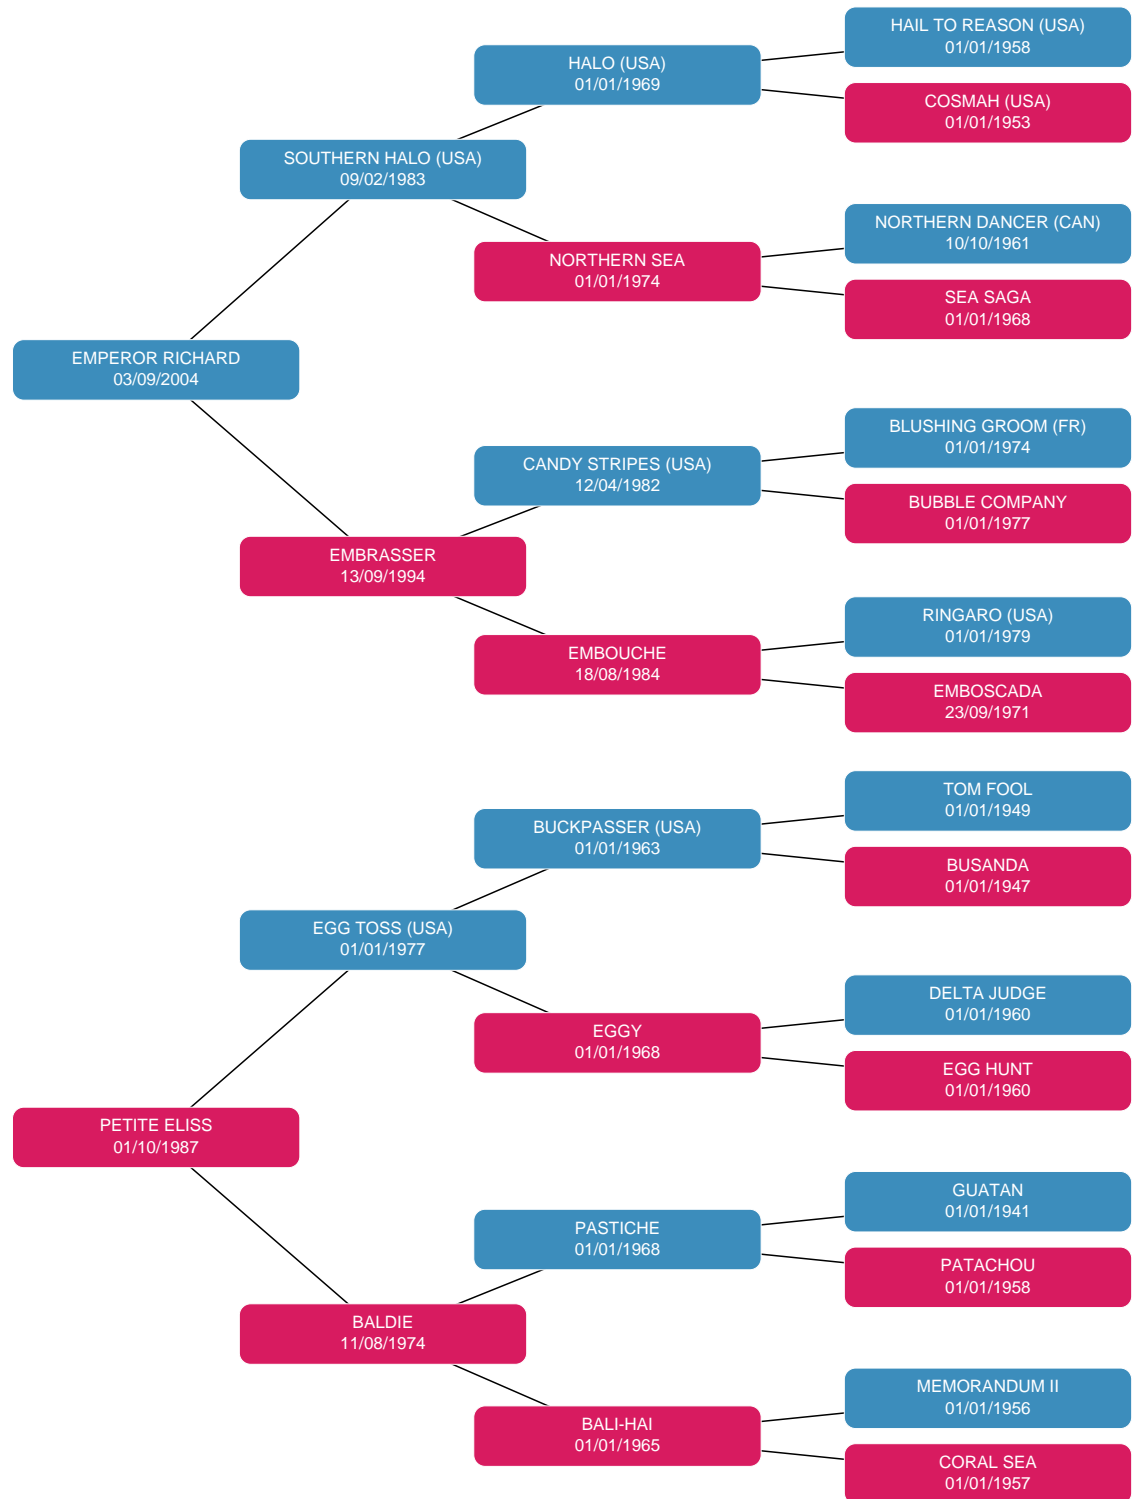 HAIL TO REASON (USA)
01/01/1958
HALO (USA)
01/01/1969
COSMAH (USA)
01/01/1953
SOUTHERN HALO (USA)
09/02/1983
NORTHERN DANCER (CAN)
10/10/1961
NORTHERN SEA
01/01/1974
SEA SAGA
01/01/1968
EMPEROR RICHARD
03/09/2004
BLUSHING GROOM (FR)
01/01/1974
CANDY STRIPES (USA)
12/04/1982
BUBBLE COMPANY
01/01/1977
EMBRASSER
13/09/1994
RINGARO (USA)
01/01/1979
EMBOUCHE
18/08/1984
EMBOSCADA
23/09/1971
TOM FOOL
01/01/1949
BUCKPASSER (USA)
01/01/1963
BUSANDA
01/01/1947
EGG TOSS (USA)
01/01/1977
DELTA JUDGE
01/01/1960
EGGY
01/01/1968
EGG HUNT
01/01/1960
PETITE ELISS
01/10/1987
GUATAN
01/01/1941
PASTICHE
01/01/1968
PATACHOU
01/01/1958
BALDIE
11/08/1974
MEMORANDUM II
01/01/1956
BALI-HAI
01/01/1965
CORAL SEA
01/01/1957